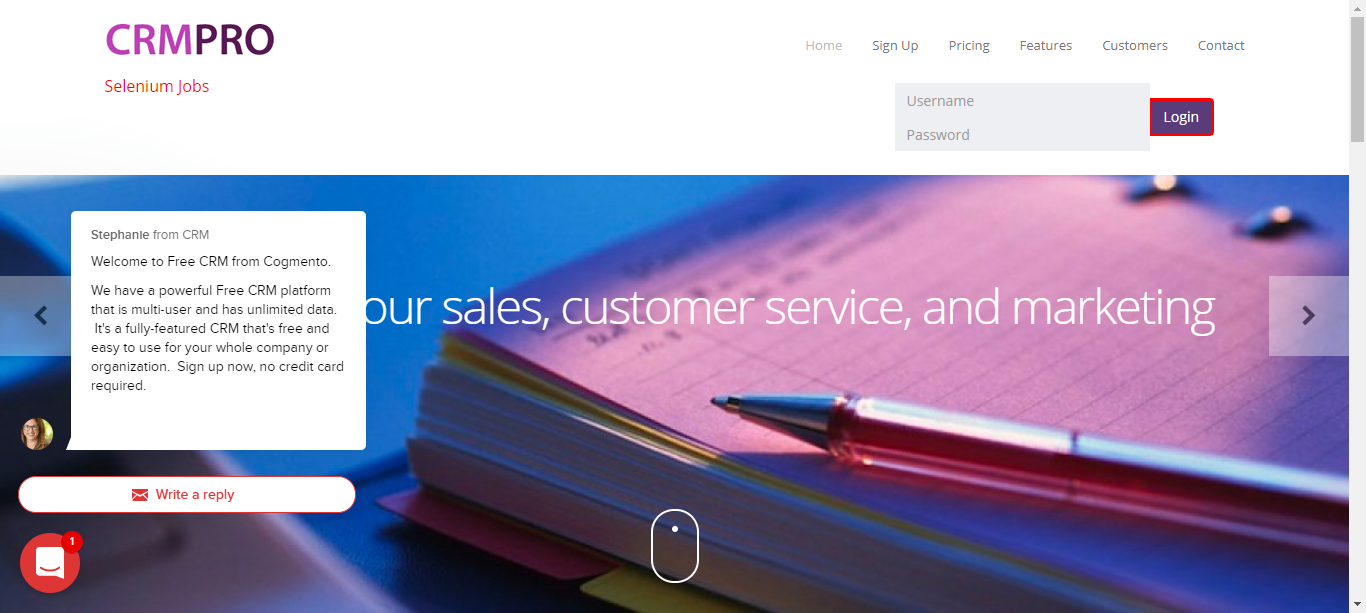 CRMPRO
Home Sign Up Pricing Features Customers Contact
Selenium Jobs
Username
Password
Login
Stephanie from CRM
Welcome to Free CRM from Cogmento.
We have a powerful Free CRM platform
that is multi-user and has unlimited data.
It's a fully-featured CRM that's free and
easy to use for your whole company or
organization. Sign up now, no credit card
required.
our sales, customer service, and marketing
Write a reply
1